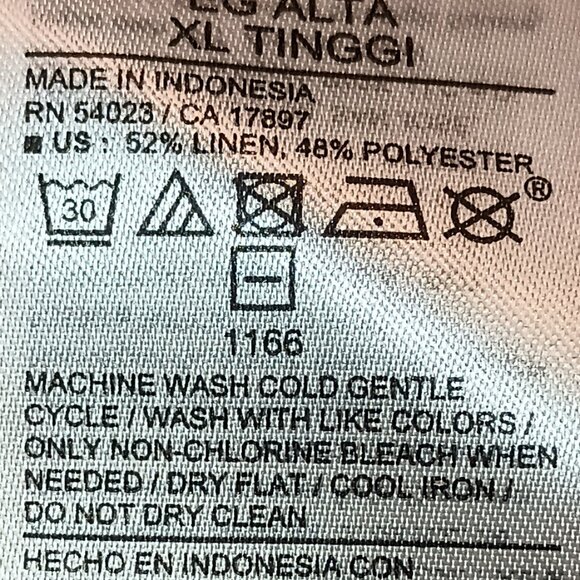 LG ALTA
XL TINGGI
MADE IN INDONESIA
RN 54023 / CA 17897
US : 52% LINEN, 48% POLYESTER
30
®
1166
MACHINE WASH COLD GENTLE
CYCLE / WASH WITH LIKE COLORS /
ONLY NON-CHLORINE BLEACH WHEN
NEEDED / DRY FLAT / COOL IRON /
DO NOT DRY CLEAN
HECHO EN INDONESIA CON